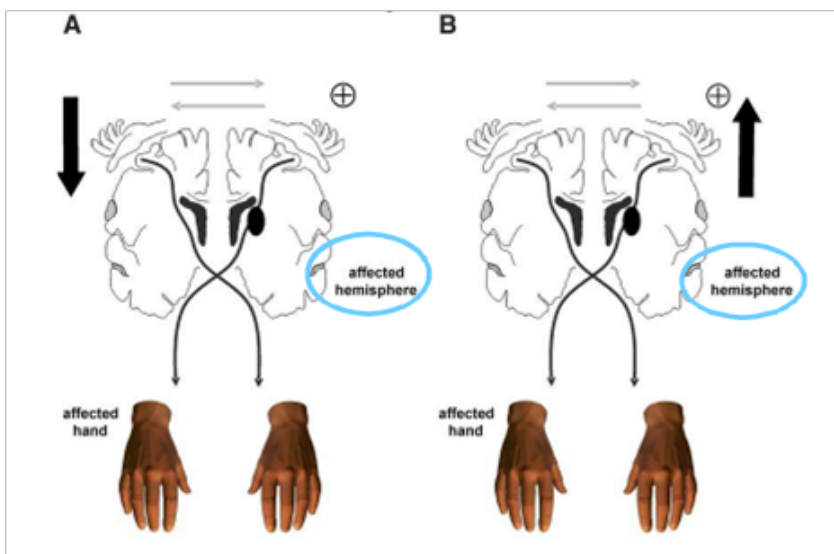 A
B
affected
hemisphere
affected
hemisphere
affected
hand
affected
hand